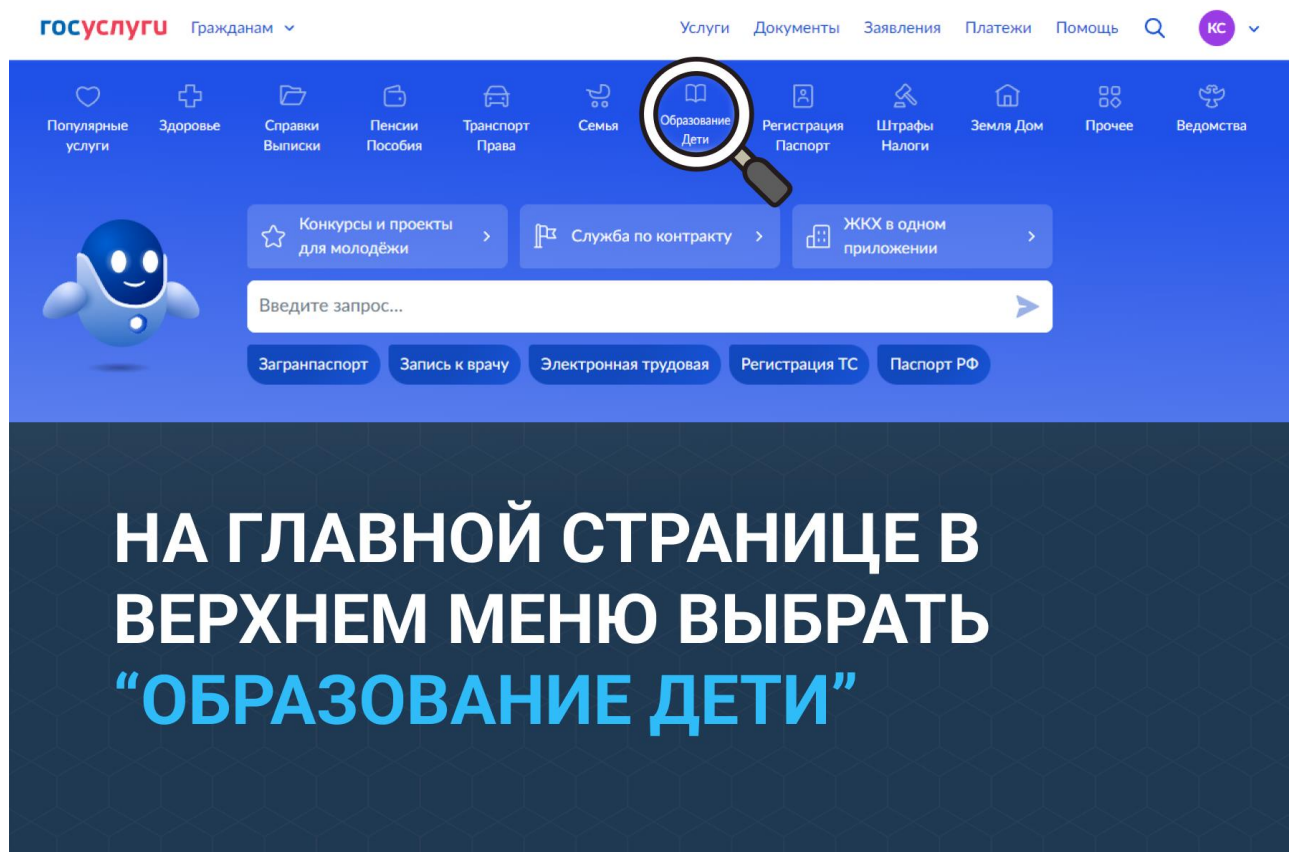 госуслуги Гражданам Услуги Документы Заявления Платежи Помощь КС
Популярные услуги
Здоровье
Справки Выписки
Пенсии Пособия
Транспорт Права
Семья
Образование Дети
Регистрация Паспорт
Штрафы Налоги
Земля Дом
Прочее
Ведомства
Конкурсы и проекты
для молодёжи
Служба по контракту
ЖКХ в одном
приложении
Введите запрос...
Загранпаспорт Запись к врачу Электронная трудовая Регистрация ТС Паспорт РФ
НА ГЛАВНОЙ СТРАНИЦЕ В
ВЕРХНЕМ МЕНЮ ВЫБРАТЬ
“ОБРАЗОВАНИЕ ДЕТИ”